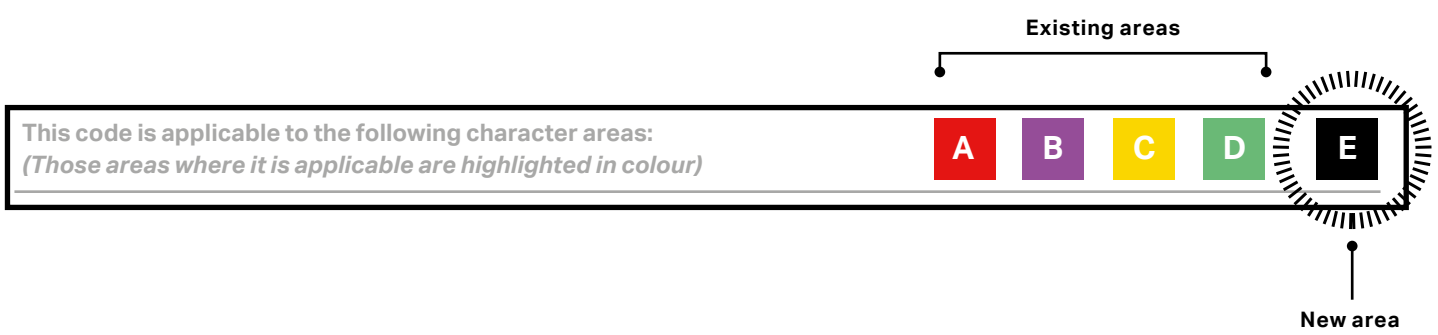 Existing areas
This code is applicable to the following character areas:
(Those areas where it is applicable are highlighted in colour)
A B C D E
New area